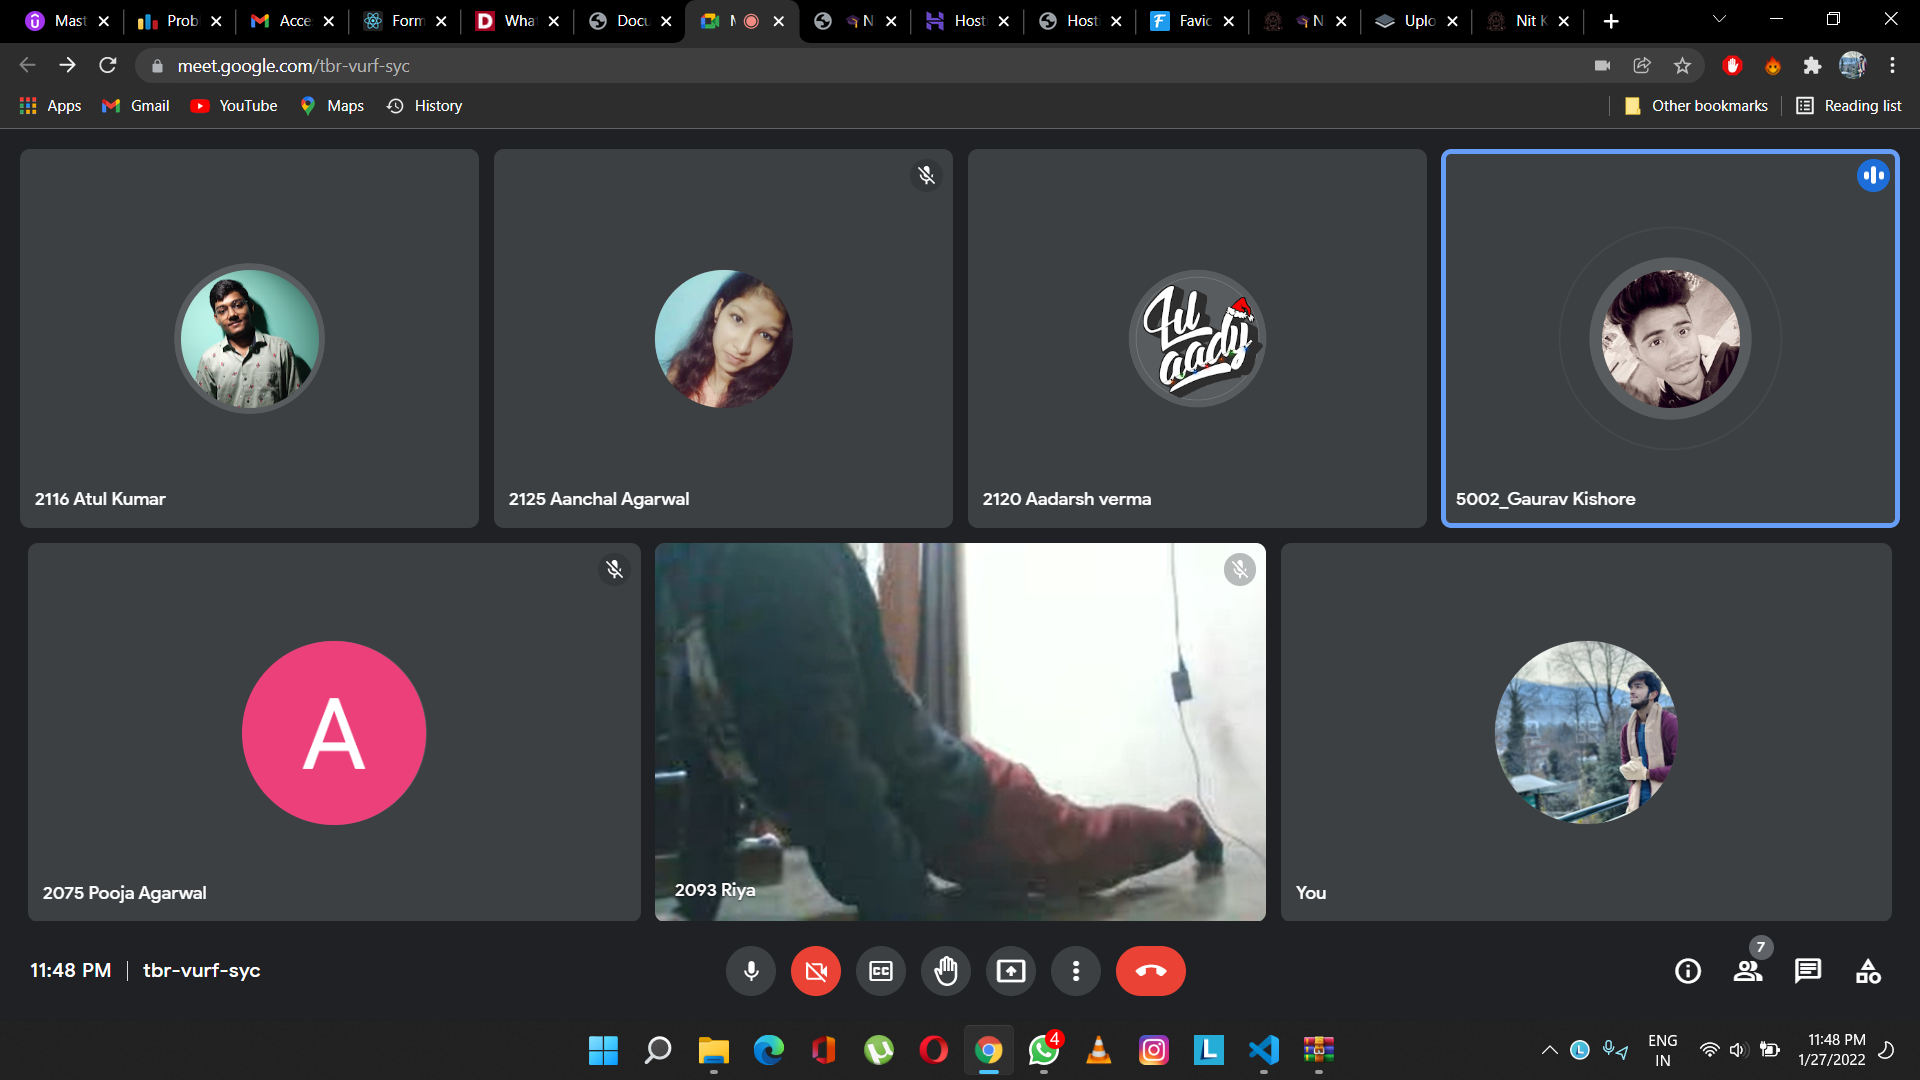 Mast
Prob
Acce
Form
What
Docu
M
N
Host
Host
Favic
N
Uplo
Nit K
meet.google.com/tbr-vurf-syc
Apps
Gmail
YouTube
Maps
History
Other bookmarks
Reading list
Lil
aady
2116 Atul Kumar
2125 Aanchal Agarwal
2120 Aadarsh verma
5002_Gaurav Kishore
A
2075 Pooja Agarwal
2093 Riya
You
11:48 PM | tbr-vurf-syc
CC
7
4
L
ENG
IN
11:48 PM
1/27/2022